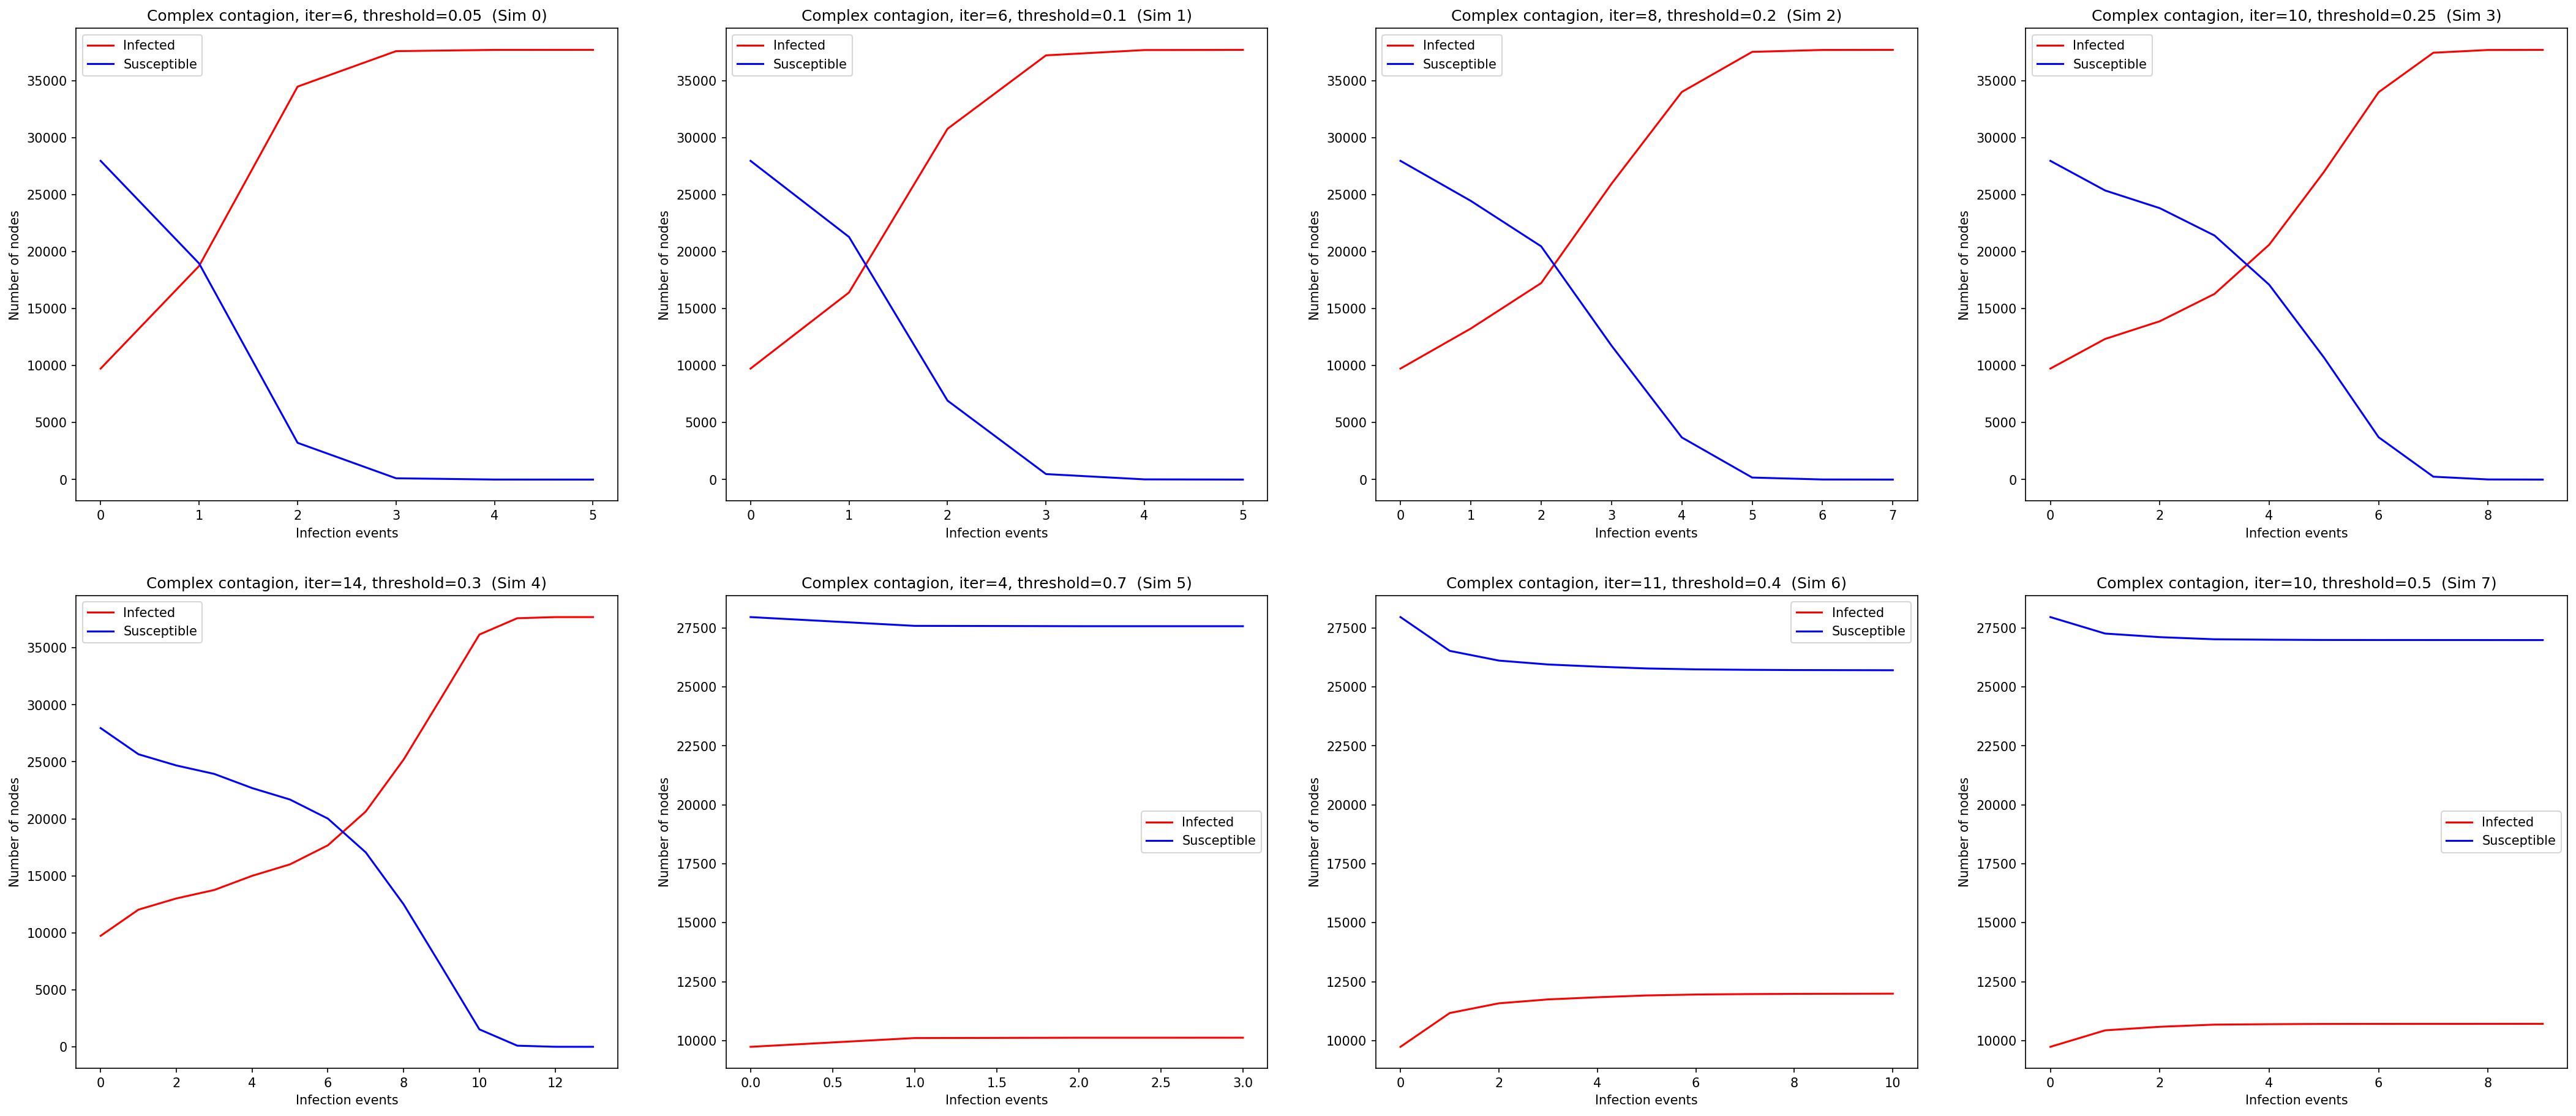 Complex contagion, iter=6, threshold=0.05 (Sim 0)
Infected
Susceptible
35000
30000
25000
20000
15000
10000
5000
0
Number of nodes
0 1 2 3 4 5
Infection events
Complex contagion, iter=6, threshold=0.1 (Sim 1)
Infected
Susceptible
35000
30000
25000
20000
15000
10000
5000
0
Number of nodes
0 1 2 3 4 5
Infection events
Complex contagion, iter=8, threshold=0.2 (Sim 2)
Infected
Susceptible
35000
30000
25000
20000
15000
10000
5000
0
Number of nodes
0 1 2 3 4 5 6 7
Infection events
Complex contagion, iter=10, threshold=0.25 (Sim 3)
Infected
Susceptible
35000
30000
25000
20000
15000
10000
5000
0
Number of nodes
0 2 4 6 8
Infection events
Complex contagion, iter=14, threshold=0.3 (Sim 4)
Infected
Susceptible
35000
30000
25000
20000
15000
10000
5000
0
Number of nodes
0 2 4 6 8 10 12
Infection events
Complex contagion, iter=4, threshold=0.7 (Sim 5)
Infected
Susceptible
27500
25000
22500
20000
17500
15000
12500
10000
Number of nodes
0.0 0.5 1.0 1.5 2.0 2.5 3.0
Infection events
Complex contagion, iter=11, threshold=0.4 (Sim 6)
Infected
Susceptible
27500
25000
22500
20000
17500
15000
12500
10000
Number of nodes
0 2 4 6 8 10
Infection events
Complex contagion, iter=10, threshold=0.5 (Sim 7)
Infected
Susceptible
27500
25000
22500
20000
17500
15000
12500
10000
Number of nodes
0 2 4 6 8
Infection events